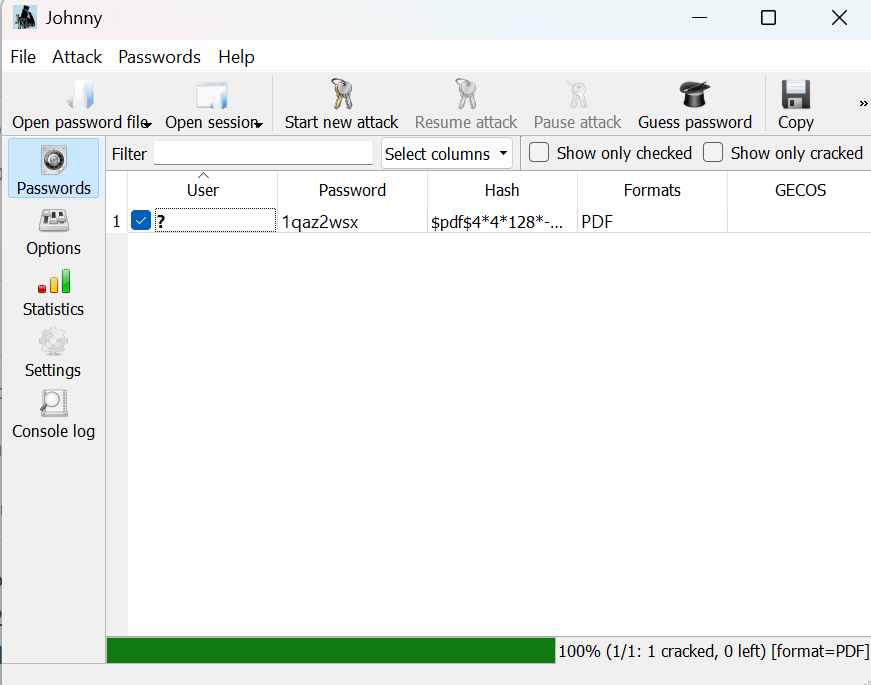 Johnny
File Attack Passwords Help
Open password file Open session Start new attack Resume attack Pause attack Guess password Copy »
Passwords
Options
Statistics
Settings
Console log
Filter Select columns Show only checked Show only cracked
User Password Hash Formats GECOS
1 ? 1qaz2wsx $pdf$4*4*128*-... PDF
100% (1/1: 1 cracked, 0 left) [format=PDF]